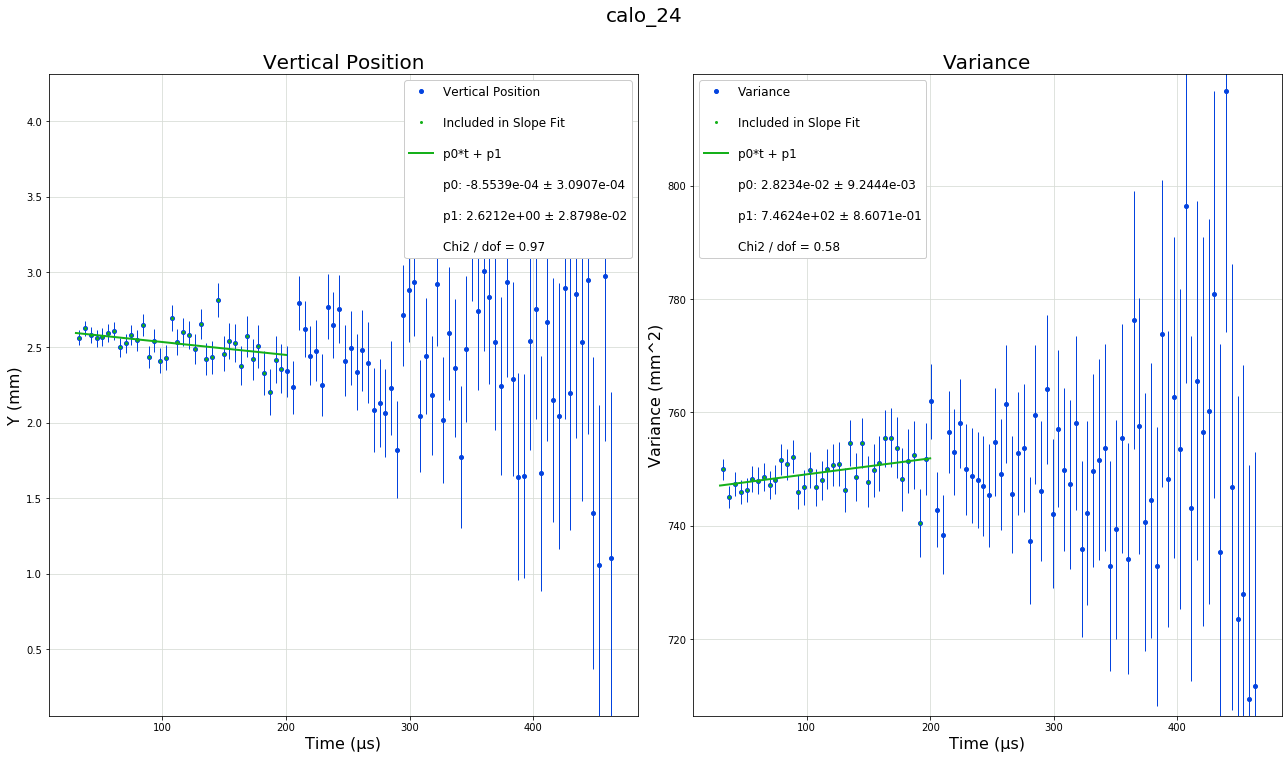 calo_24
Vertical Position
Vertical Position
Included in Slope Fit
p0*t + p1
p0: -8.5539e-04 ± 3.0907e-04
p1: 2.6212e+00 ± 2.8798e-02
Chi2 / dof = 0.97
4.0
3.5
3.0
2.5
2.0
1.5
1.0
0.5
Y (mm)
100
200
300
400
Time (μs)
Variance
Variance
Included in Slope Fit
p0*t + p1
p0: 2.8234e-02 ± 9.2444e-03
p1: 7.4624e+02 ± 8.6071e-01
Chi2 / dof = 0.58
800
780
760
740
720
Variance (mm^2)
100
200
300
400
Time (μs)